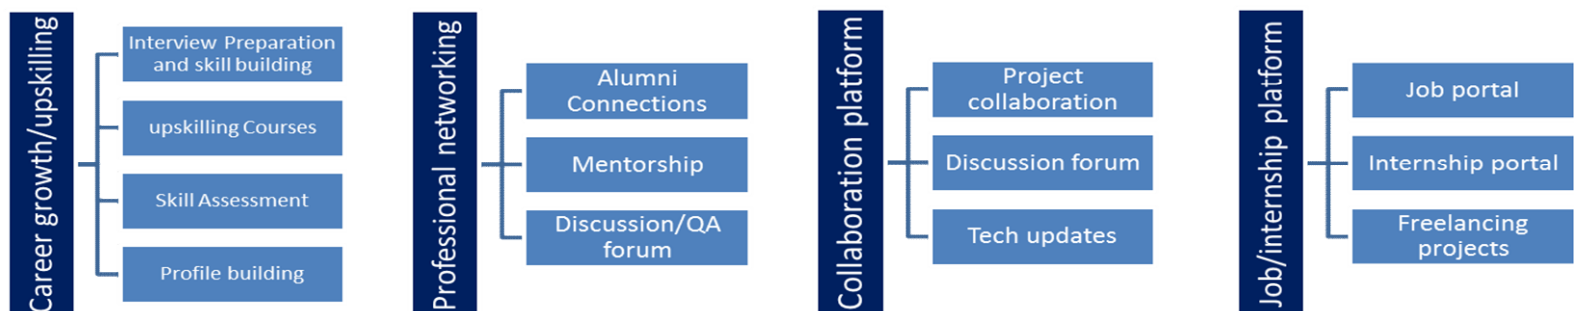 Career growth/upskilling
Interview Preparation
and skill building
upskilling Courses
Skill Assessment
Profile building
Professional networking
Alumni
Connections
Mentorship
Discussion/QA
forum
Collaboration platform
Project
collaboration
Discussion forum
Tech updates
Job/internship platform
Job portal
Internship portal
Freelancing
projects